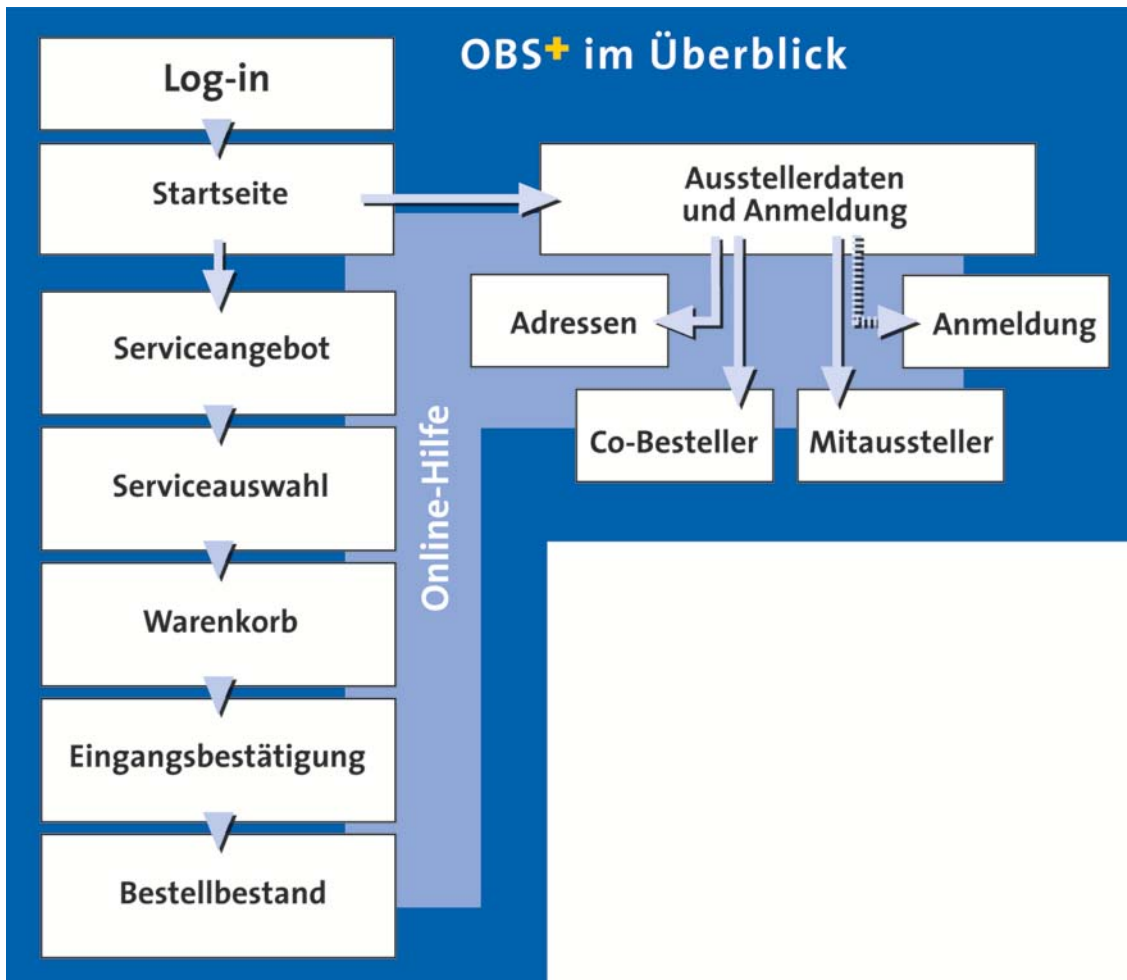 OBS+ im Überblick
Log-in
Startseite
Ausstellerdaten
und Anmeldung
Serviceangebot
Adressen
Anmeldung
Co-Besteller
Mitaussteller
Serviceauswahl
Online-Hilfe
Warenkorb
Eingangsbestätigung
Bestellbestand